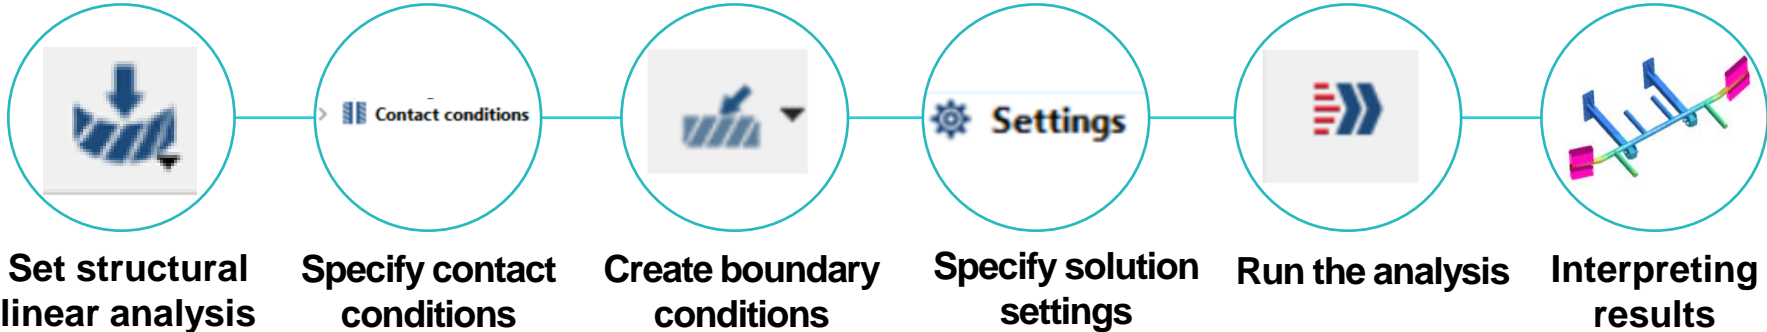 Contact conditions
Settings
Set structural
linear analysis
Specify contact
conditions
Create boundary
conditions
Specify solution
settings
Run the analysis
Interpreting
results